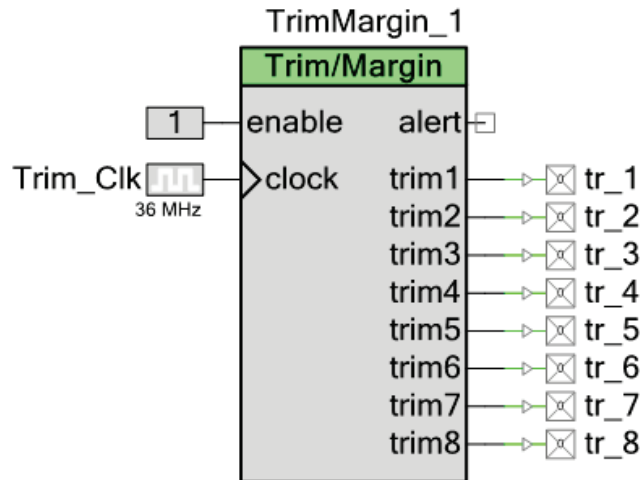 TrimMargin_1
Trim/Margin
1 enable alert
Trim_Clk clock trim1 tr_1
36 MHz
trim2 tr_2
trim3 tr_3
trim4 tr_4
trim5 tr_5
trim6 tr_6
trim7 tr_7
trim8 tr_8